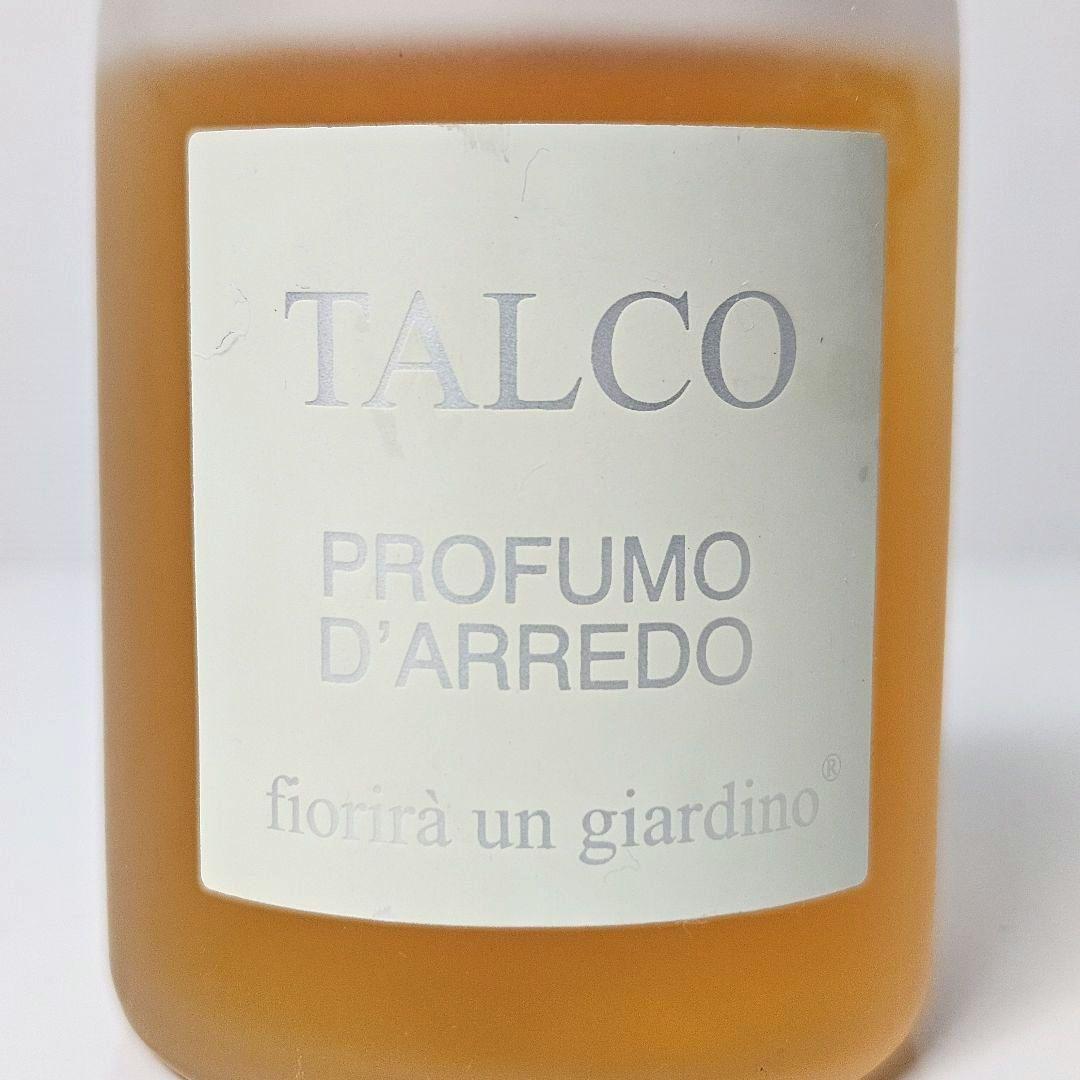 TALCO
PROFUMO
D'ARREDO
fiorirà un giardino®